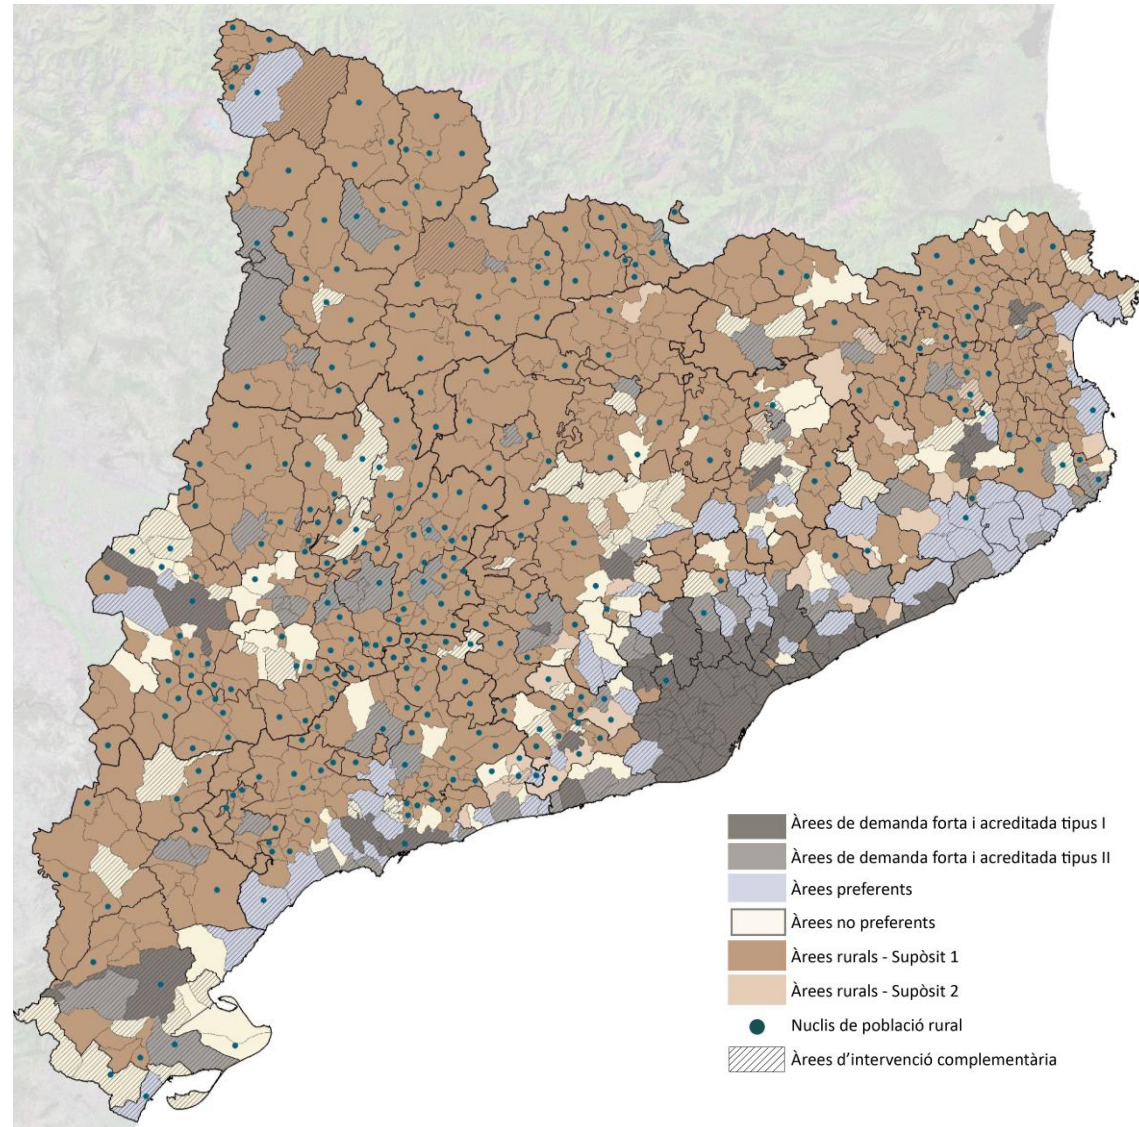 Àrees de demanda forta i acreditada tipus I
Àrees de demanda forta i acreditada tipus II
Àrees preferents
Àrees no preferents
Àrees rurals - Supòsit 1
Àrees rurals - Supòsit 2
Nuclis de població rural
Àrees d'intervenció complementària